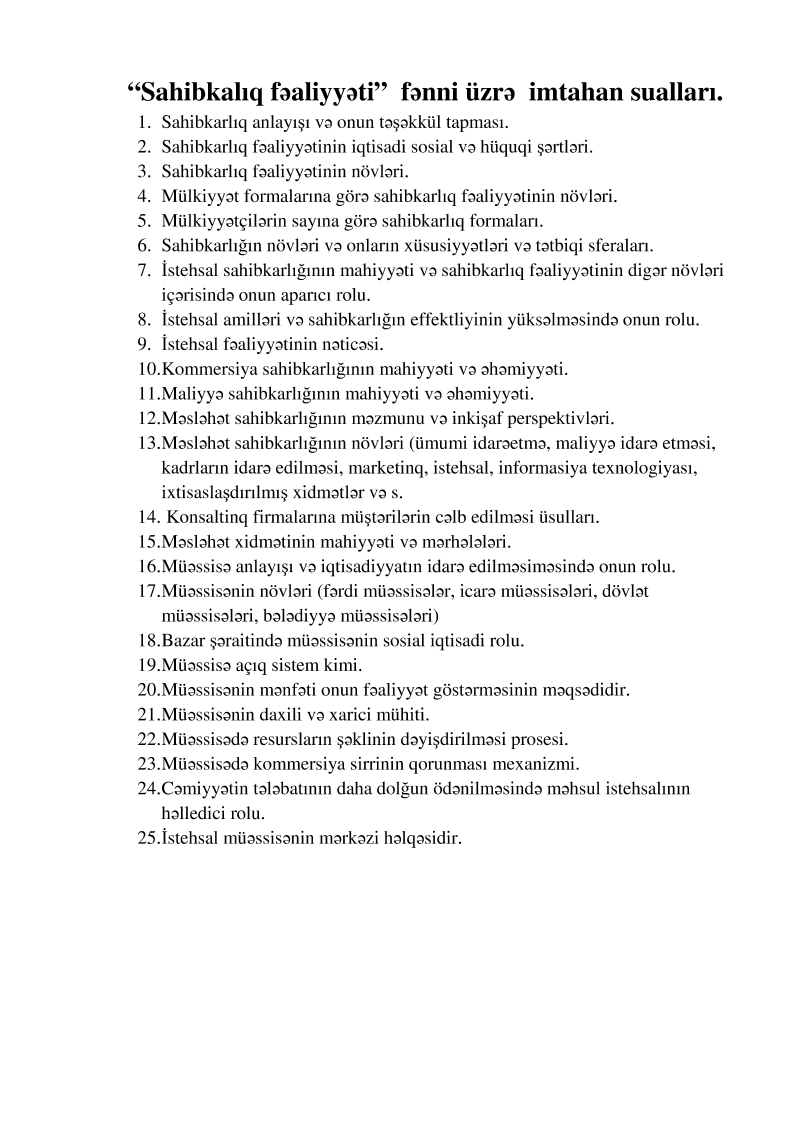 “Sahibkalıq fəaliyyəti” fənni üzrə imtahan sualları.
1. Sahibkarlıq anlayışı və onun təşəkkül tapması.
2. Sahibkarlıq fəaliyyətinin iqtisadi sosial və hüquqi şərtləri.
3. Sahibkarlıq fəaliyyətinin növləri.
4. Mülkiyyət formalarına görə sahibkarlıq fəaliyyətinin növləri.
5. Mülkiyyətçilərin sayına görə sahibkarlıq formaları.
6. Sahibkarlığın növləri və onların xüsusiyyətləri və tətbiqi sferaları.
7. İstehsal sahibkarlığının mahiyyəti və sahibkarlıq fəaliyyətinin digər növləri
içərisində onun aparıcı rolu.
8. İstehsal amilləri və sahibkarlığın effektliyinin yüksəlməsində onun rolu.
9. İstehsal fəaliyyətinin nəticəsi.
10.Kommersiya sahibkarlığının mahiyyəti və əhəmiyyəti.
11.Maliyyə sahibkarlığının mahiyyəti və əhəmiyyəti.
12.Məsləhət sahibkarlığının məzmunu və inkişaf perspektivləri.
13.Məsləhət sahibkarlığının növləri (ümumi idarəetmə, maliyyə idarə etməsi,
kadrların idarə edilməsi, marketinq, istehsal, informasiya texnologiyası,
ixtisaslaşdırılmış xidmətlər və s.
14. Konsaltinq firmalarına müştərilərin cəlb edilməsi üsulları.
15.Məsləhət xidmətinin mahiyyəti və mərhələləri.
16.Müəssisə anlayışı və iqtisadiyyatın idarə edilməsiməsində onun rolu.
17.Müəssisənin növləri (fərdi müəssisələr, icarə müəssisələri, dövlət
müəssisələri, bələdiyyə müəssisələri)
18.Bazar şəraitində müəssisənin sosial iqtisadi rolu.
19.Müəssisə açıq sistem kimi.
20.Müəssisənin mənfəti onun fəaliyyət göstərməsinin məqsədidir.
21.Müəssisənin daxili və xarici mühiti.
22.Müəssisədə resursların şəklinin dəyişdirilməsi prosesi.
23.Müəssisədə kommersiya sirrinin qorunması mexanizmi.
24.Cəmiyyətin tələbatının daha dolğun ödənilməsində məhsul istehsalının
həlledici rolu.
25.İstehsal müəssisənin mərkəzi həlqəsidir.